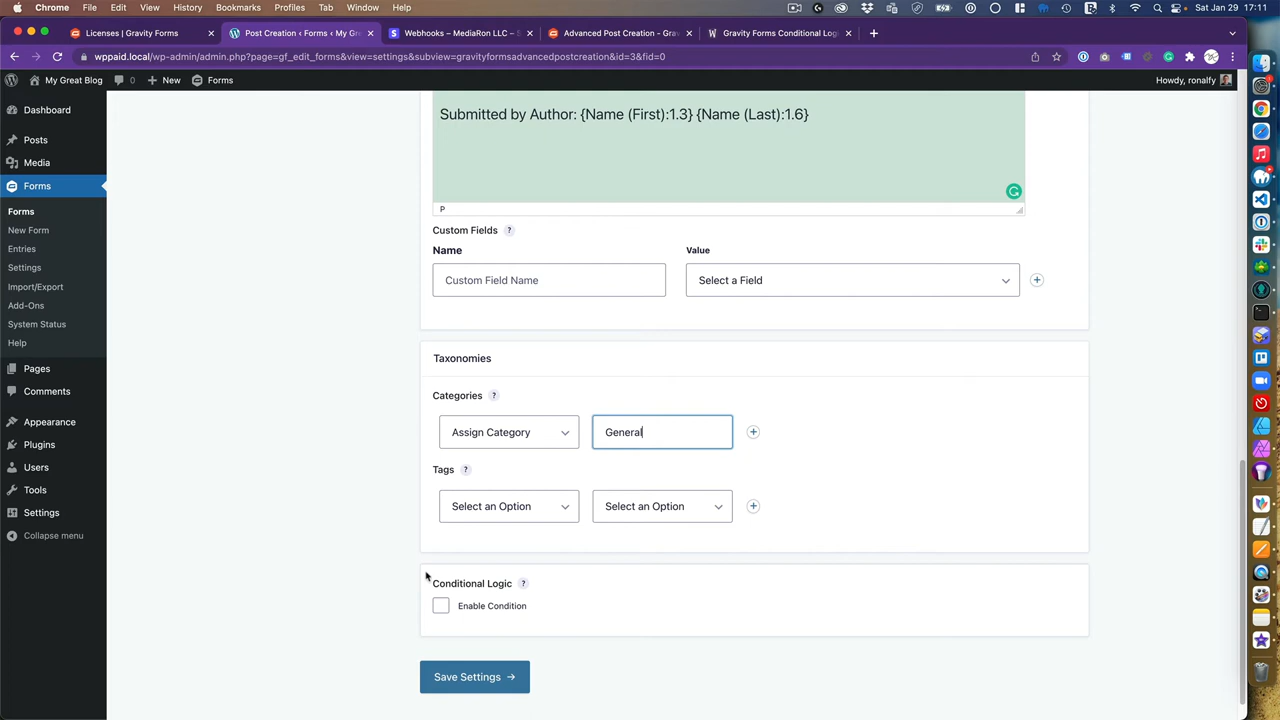 Chrome File Edit View History Bookmarks Profiles Tab Window Help
Sat Jan 29 17:11
Licenses ‹ Gravity Forms
Post Creation ‹ Forms ‹ My Gre
Webhooks – MediaRon LLC –
Advanced Post Creation - Grav
Gravity Forms Conditional Logi
wppaid.local/wp-admin/admin.php?page=gf_edit_forms&view=settings&subview=gravityformsadvancedpostcreation&id=3&fid=0
My Great Blog 0 New Forms
Howdy, ronalfy
Dashboard
Posts
Media
Forms
Forms
New Form
Entries
Settings
Import/Export
Add-Ons
System Status
Help
Pages
Comments
Appearance
Plugins
Users
Tools
Settings
Collapse menu
Submitted by Author: {Name (First):1.3} {Name (Last):1.6}
P
Custom Fields ?
Name Value
Custom Field Name Select a Field
Taxonomies
Categories ?
Assign Category General
Tags ?
Select an Option Select an Option
Conditional Logic ?
Enable Condition
Save Settings →